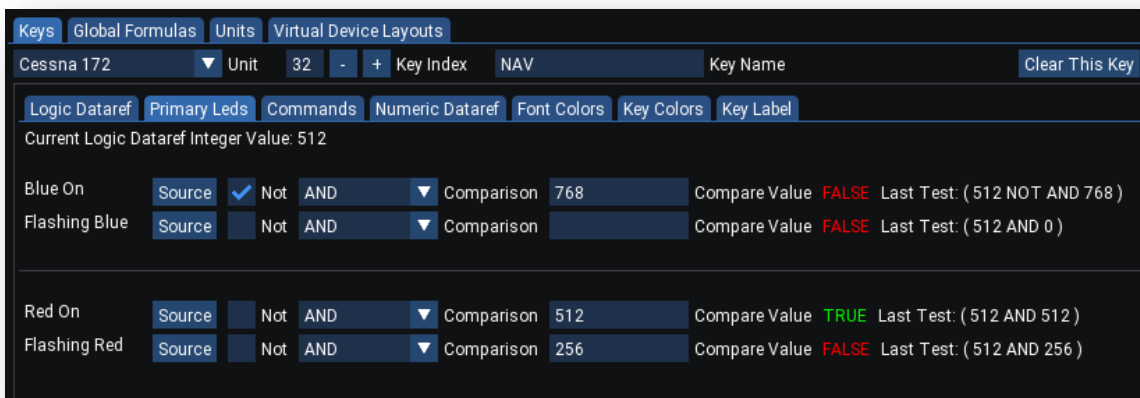 Keys Global Formulas Units Virtual Device Layouts
Cessna 172 Unit 32 - + Key Index NAV Key Name Clear This Key
Logic Dataref Primary Leds Commands Numeric Dataref Font Colors Key Colors Key Label
Current Logic Dataref Integer Value: 512
Blue On Source Not AND Comparison 768 Compare Value FALSE Last Test: ( 512 NOT AND 768 )
Flashing Blue Source Not AND Comparison Compare Value FALSE Last Test: ( 512 AND 0 )
Red On Source Not AND Comparison 512 Compare Value TRUE Last Test: ( 512 AND 512 )
Flashing Red Source Not AND Comparison 256 Compare Value FALSE Last Test: ( 512 AND 256 )